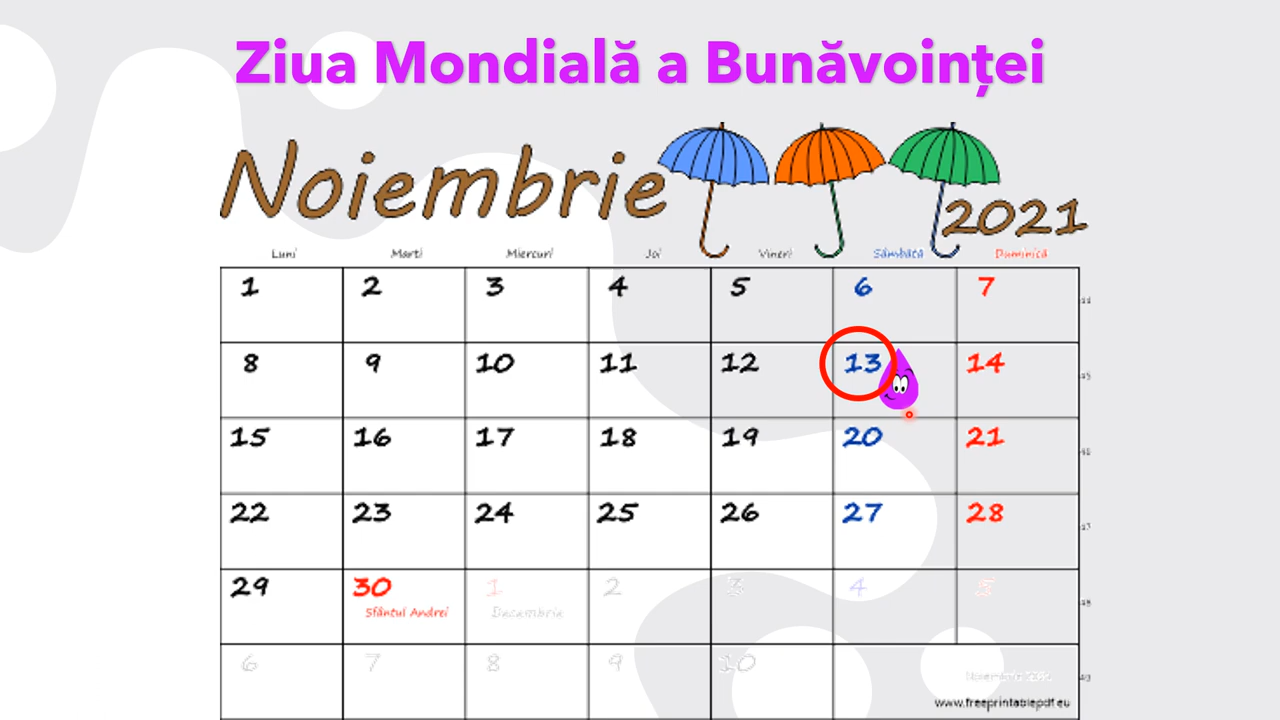 Ziua Mondială a Bunăvoinței
Noiembrie
2021
Luni Marti Miercuri Joi Vineri Sâmbătă Duminică
1 2 3 4 5 6 7
8 9 10 11 12 13 14
15 16 17 18 19 20 21
22 23 24 25 26 27 28
29 30 1 2 3 4 5
Sfântul Andrei Decembrie
6 7 8 9 10
www.freeprintablepdf.eu